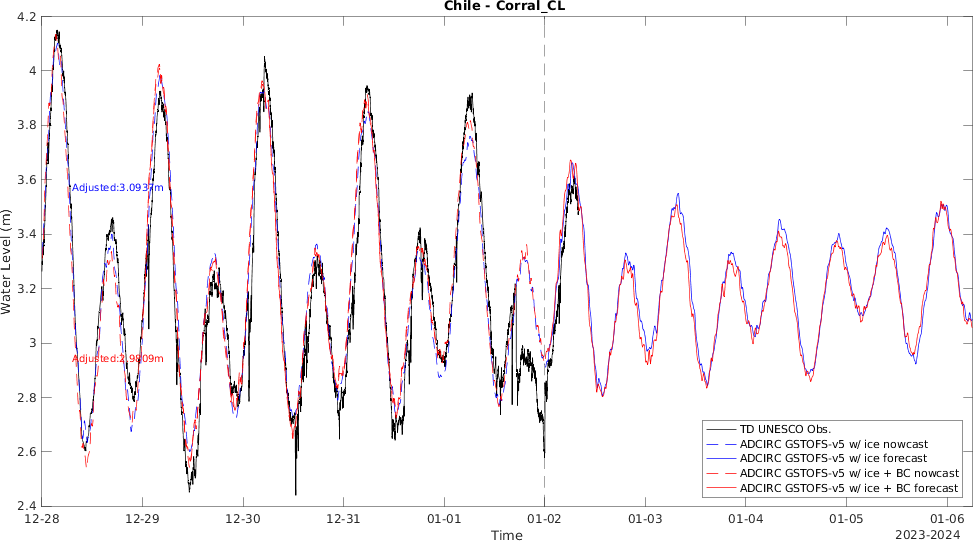 Chile - Corral_CL
4.2
4
3.8
3.6
3.4
3.2
3
2.8
2.6
2.4
Water Level (m)
Adjusted:3.0937m
Adjusted:2.9809m
TD UNESCO Obs.
ADCIRC GSTOFS-v5 w/ ice nowcast
ADCIRC GSTOFS-v5 w/ ice forecast
ADCIRC GSTOFS-v5 w/ ice + BC nowcast
ADCIRC GSTOFS-v5 w/ ice + BC forecast
12-28 12-29 12-30 12-31 01-01 01-02 01-03 01-04 01-05 01-06
Time
2023-2024